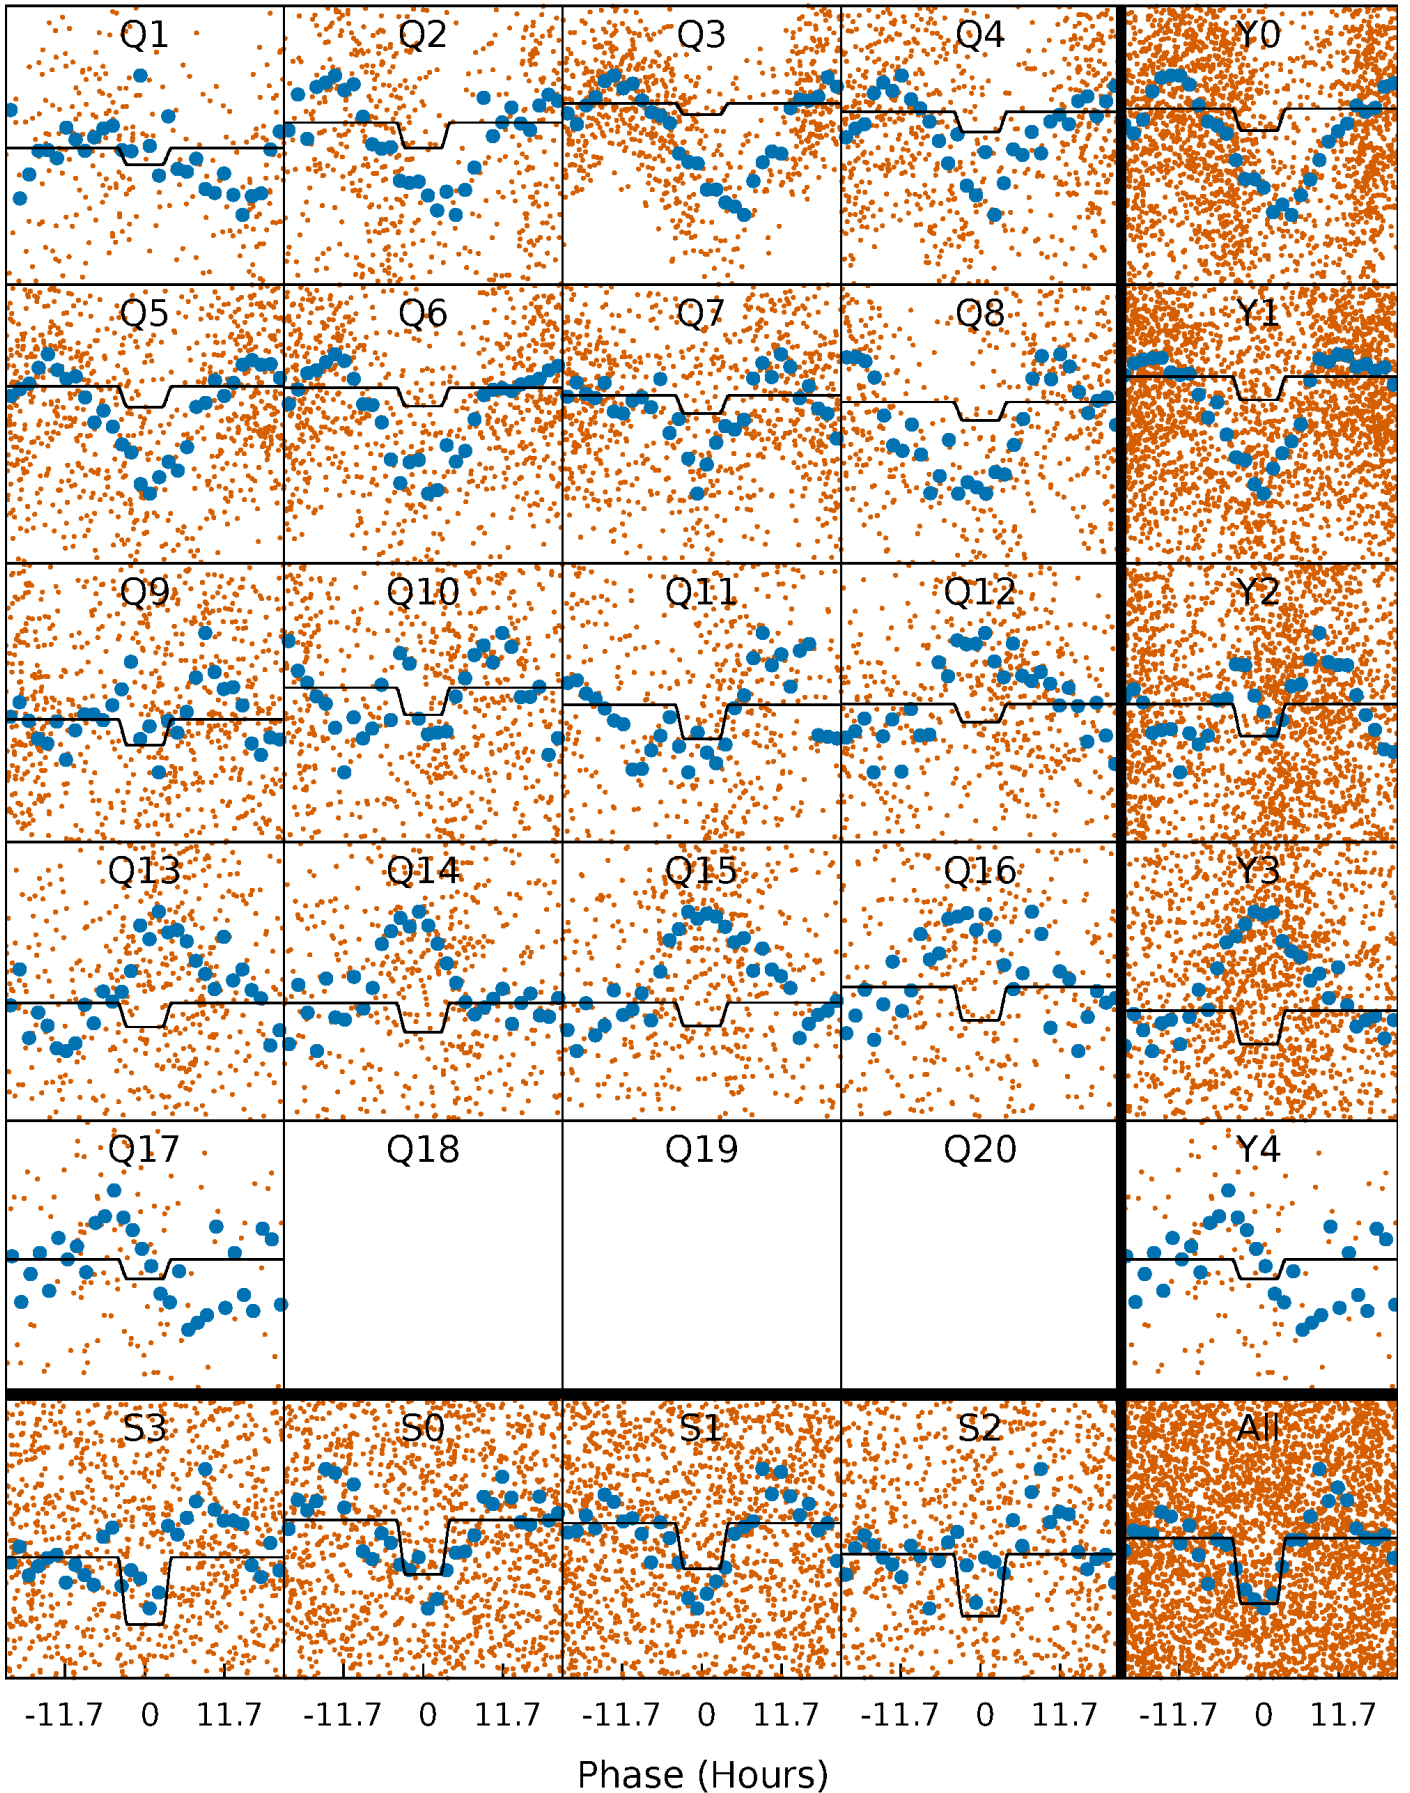 Q1 Q2 Q3 Q4 Y0
Q5 Q6 Q7 Q8 Y1
Q9 Q10 Q11 Q12 Y2
Q13 Q14 Q15 Q16 Y3
Q17 Q18 Q19 Q20 Y4
S3 S0 S1 S2 All
-11.7 0 11.7 -11.7 0 11.7 -11.7 0 11.7 -11.7 0 11.7 -11.7 0 11.7
Phase (Hours)